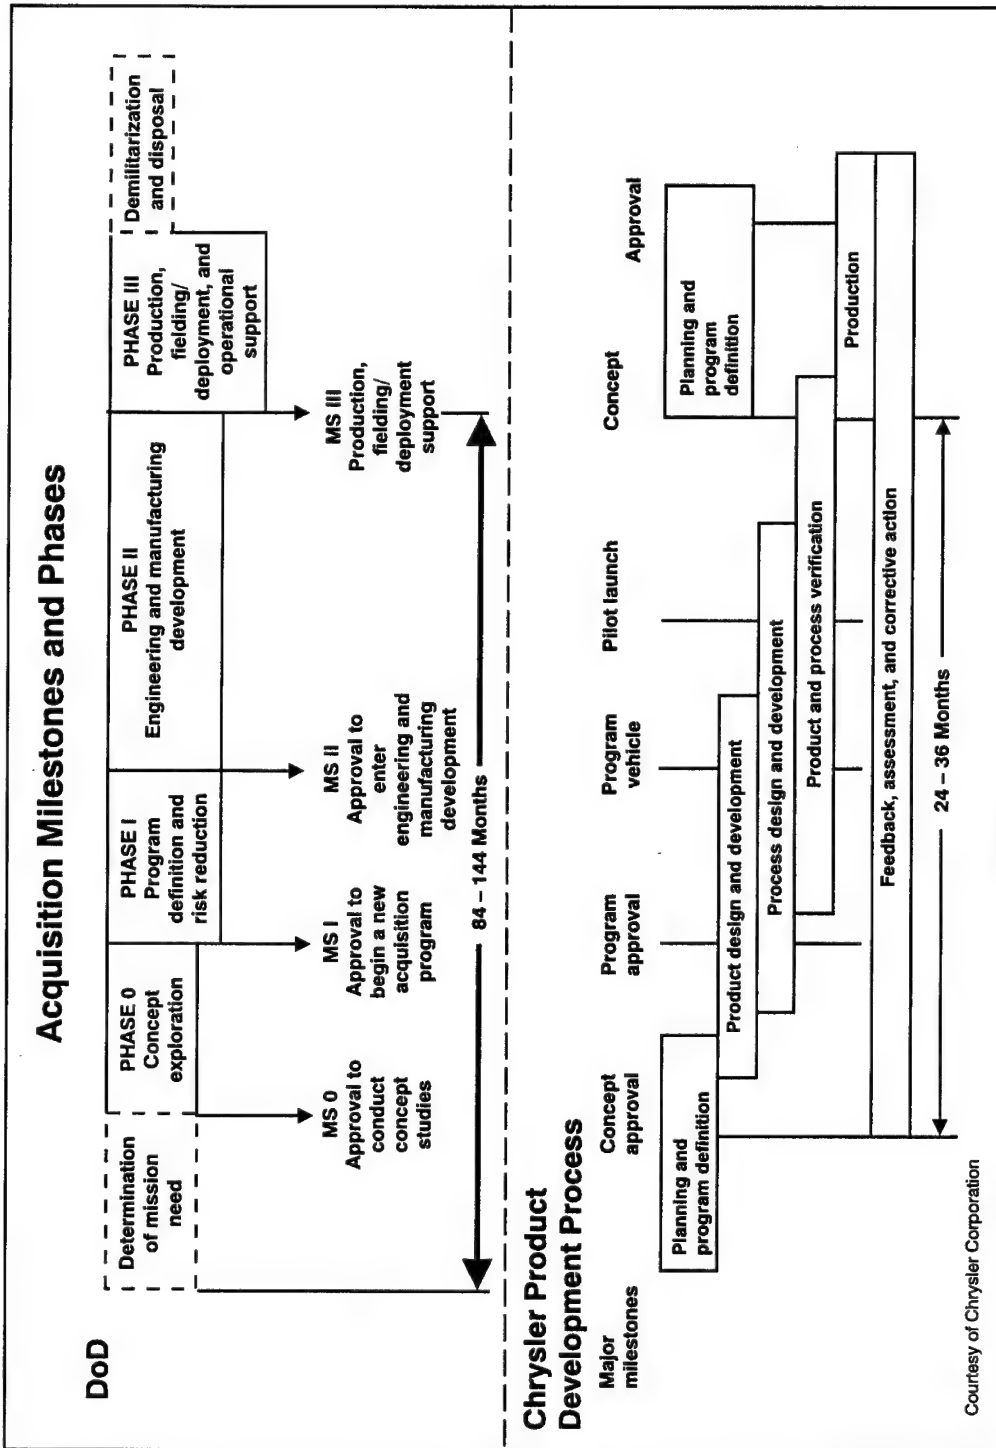 Acquisition Milestones and Phases
DoD
Determination
of mission
need
PHASE 0
Concept
exploration
PHASE I
Program
definition and
risk reduction
PHASE II
Engineering and manufacturing
development
PHASE III
Production,
fielding/
deployment, and
operational
support
Demilitarization
and disposal
MS 0
Approval to
conduct
concept
studies
MS I
Approval to
begin a new
acquisition
program
MS II
Approval to
enter
engineering and
manufacturing
development
MS III
Production,
fielding/
deployment
support
84 – 144 Months
Chrysler Product
Development Process
Major
milestones
Concept
approval
Program
approval
Program
vehicle
Pilot launch
Concept
Approval
Planning and
program definition
Planning and
program
definition
Product design and development
Process design and development
Product and process verification
Production
Feedback, assessment, and corrective action
24 – 36 Months
Courtesy of Chrysler Corporation